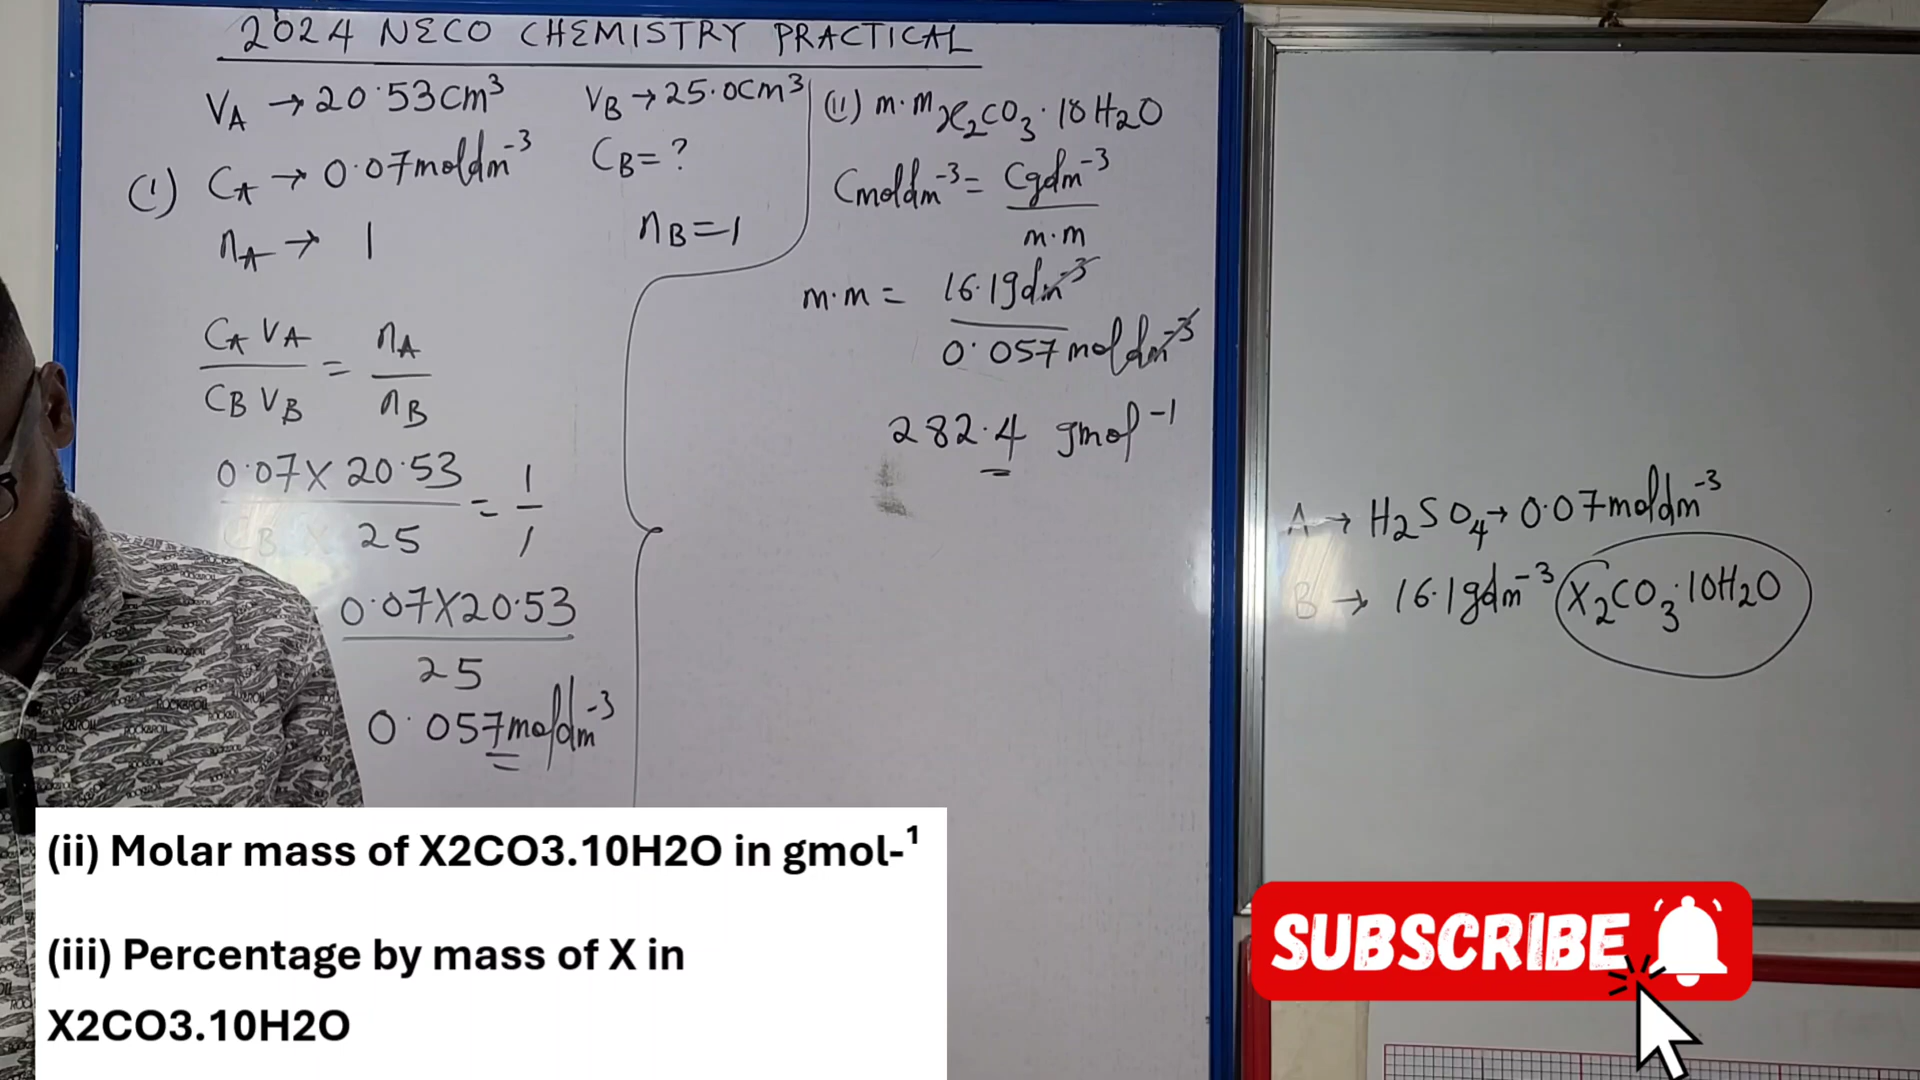 2024 NECO CHEMISTRY PRACTICAL
VA → 20.53cm³ VB → 25.0cm³
(i) CA → 0.07moldm⁻³ CB = ?
nA → 1 nB = 1
CA VA / CB VB = nA / nB
0.07 X 20.53 / CB X 25 = 1 / 1
0.07X20.53 / 25
0.057moldm⁻³
(ii) m.m X₂CO₃.10H₂O
Cmoldm⁻³ = Cgdm⁻³ / m.m
m.m = 16.1gdm⁻³ / 0.057moldm⁻³
282.4 gmol⁻¹
A → H₂SO₄ → 0.07moldm⁻³
B → 16.1gdm⁻³ X₂CO₃.10H₂O
(ii) Molar mass of X2CO3.10H2O in gmol-¹
(iii) Percentage by mass of X in
X2CO3.10H2O
SUBSCRIBE